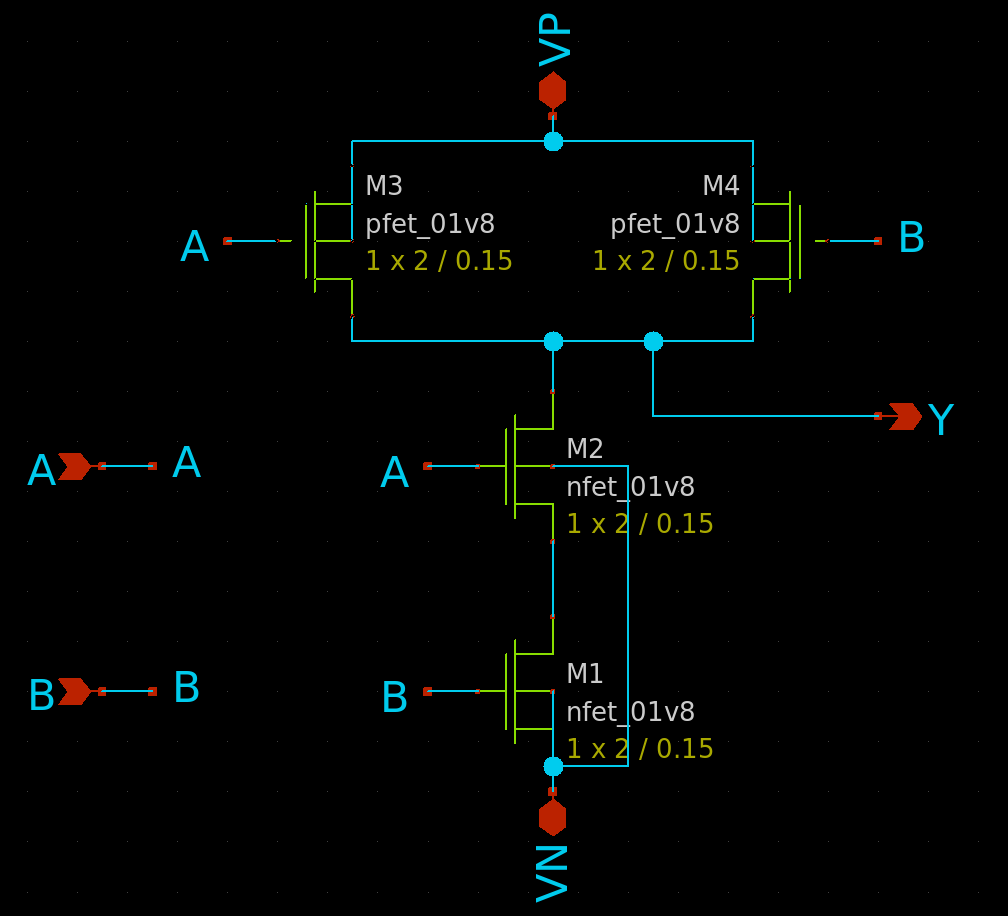 VP
M3
pfet_01v8
1 x 2 / 0.15
M4
pfet_01v8
1 x 2 / 0.15
A
B
Y
A
A
A
M2
nfet_01v8
1 x 2 / 0.15
B
B
B
M1
nfet_01v8
1 x 2 / 0.15
VN